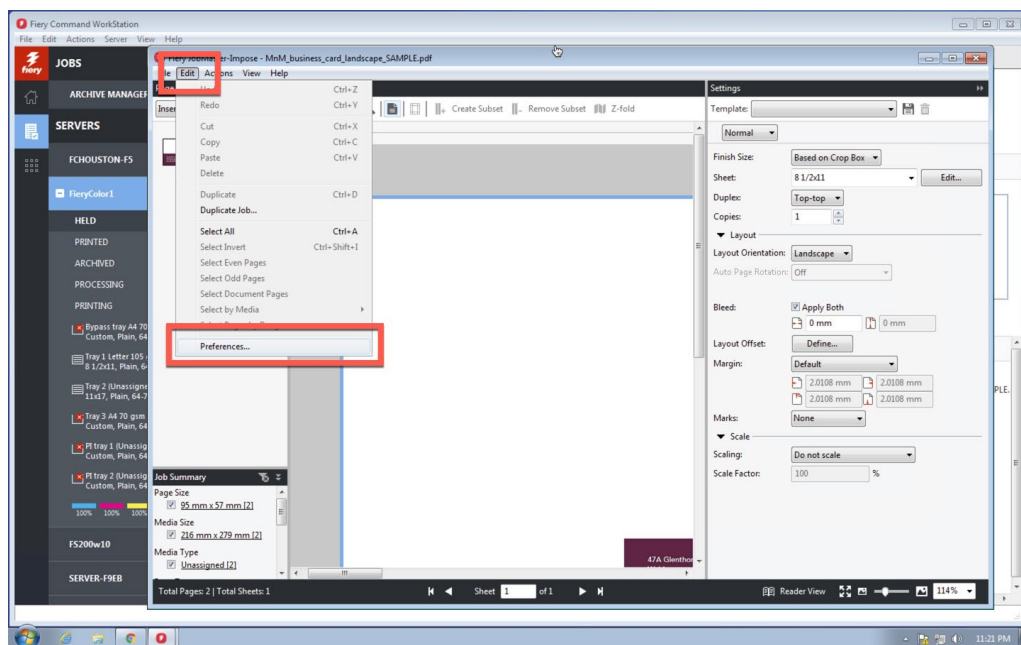 Fiery Command WorkStation
File Edit Actions Server View Help
fiery
JOBS
ARCHIVE MANAGER
SERVERS
FCHOUSTON-F5
FieryColor1
HELD
PRINTED
ARCHIVED
PROCESSING
PRINTING
Bypass tray A4 70
Custom, Plain, 64
Tray 1 Letter 105
8 1/2x11, Plain, 6
Tray 2 (Unassigne
11x17, Plain, 64-7
Tray 3 A4 70 gsm
Custom, Plain, 64
PI tray 1 (Unassig
Custom, Plain, 64
PI tray 2 (Unassig
Custom, Plain, 64
100% 100% 100%
FS200w10
SERVER-F9EB
Fiery JobMaster-Impose - MnM_business_card_landscape_SAMPLE.pdf
Edit Actions View Help
Create Subset Remove Subset Z-fold
Ctrl+Z
Redo Ctrl+Y
Cut Ctrl+X
Copy Ctrl+C
Paste Ctrl+V
Delete
Duplicate Ctrl+D
Duplicate Job...
Select All Ctrl+A
Select Invert Ctrl+Shift+I
Select Even Pages
Select Odd Pages
Select Document Pages
Select by Media
Preferences...
Job Summary
Page Size
95 mm x 57 mm [2]
Media Size
216 mm x 279 mm [2]
Media Type
Unassigned [2]
47A Glenthor
Total Pages: 2 | Total Sheets: 1
Sheet 1 of 1
Reader View 114%
Settings
Template:
Normal
Finish Size: Based on Crop Box
Sheet: 8 1/2x11 Edit...
Duplex: Top-top
Copies: 1
Layout
Layout Orientation: Landscape
Auto Page Rotation: Off
Bleed: Apply Both
0 mm 0 mm
Layout Offset: Define...
Margin: Default
2.0108 mm 2.0108 mm
2.0108 mm 2.0108 mm
Marks: None
Scale
Scaling: Do not scale
Scale Factor: 100 %
PLE.
11:21 PM